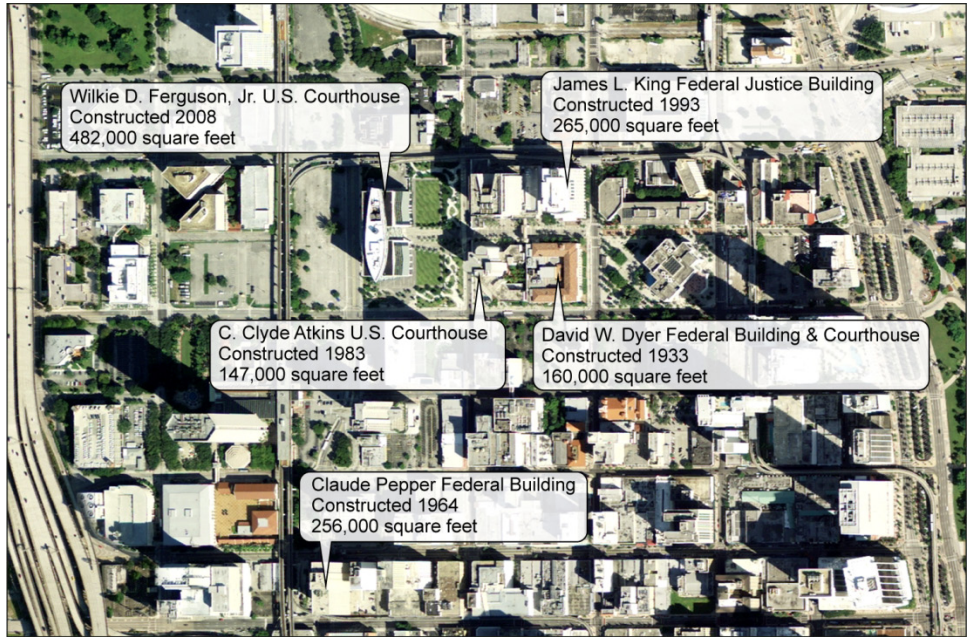 Wilkie D. Ferguson, Jr. U.S. Courthouse
Constructed 2008
482,000 square feet
James L. King Federal Justice Building
Constructed 1993
265,000 square feet
C. Clyde Atkins U.S. Courthouse
Constructed 1983
147,000 square feet
David W. Dyer Federal Building & Courthouse
Constructed 1933
160,000 square feet
Claude Pepper Federal Building
Constructed 1964
256,000 square feet